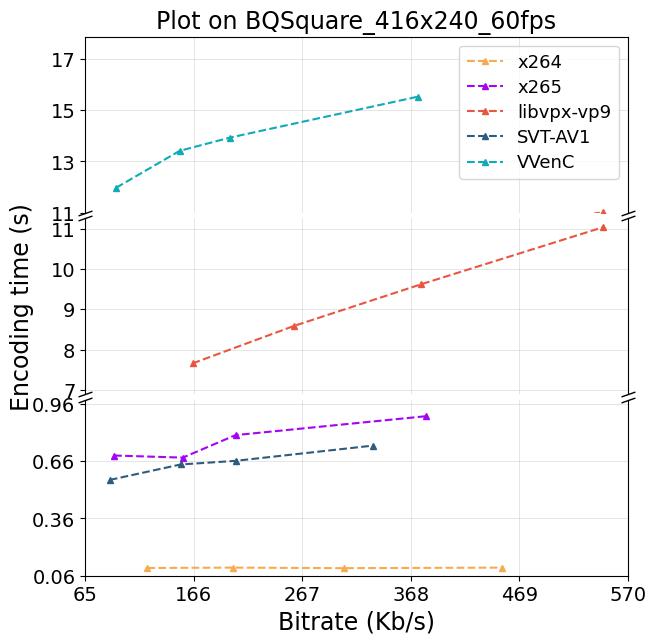 Plot on BQSquare_416x240_60fps
17
15
13
11
x264
x265
libvpx-vp9
SVT-AV1
VVenC
Encoding time (s)
11
10
9
8
7
0.96
0.66
0.36
0.06
65 166 267 368 469 570
Bitrate (Kb/s)